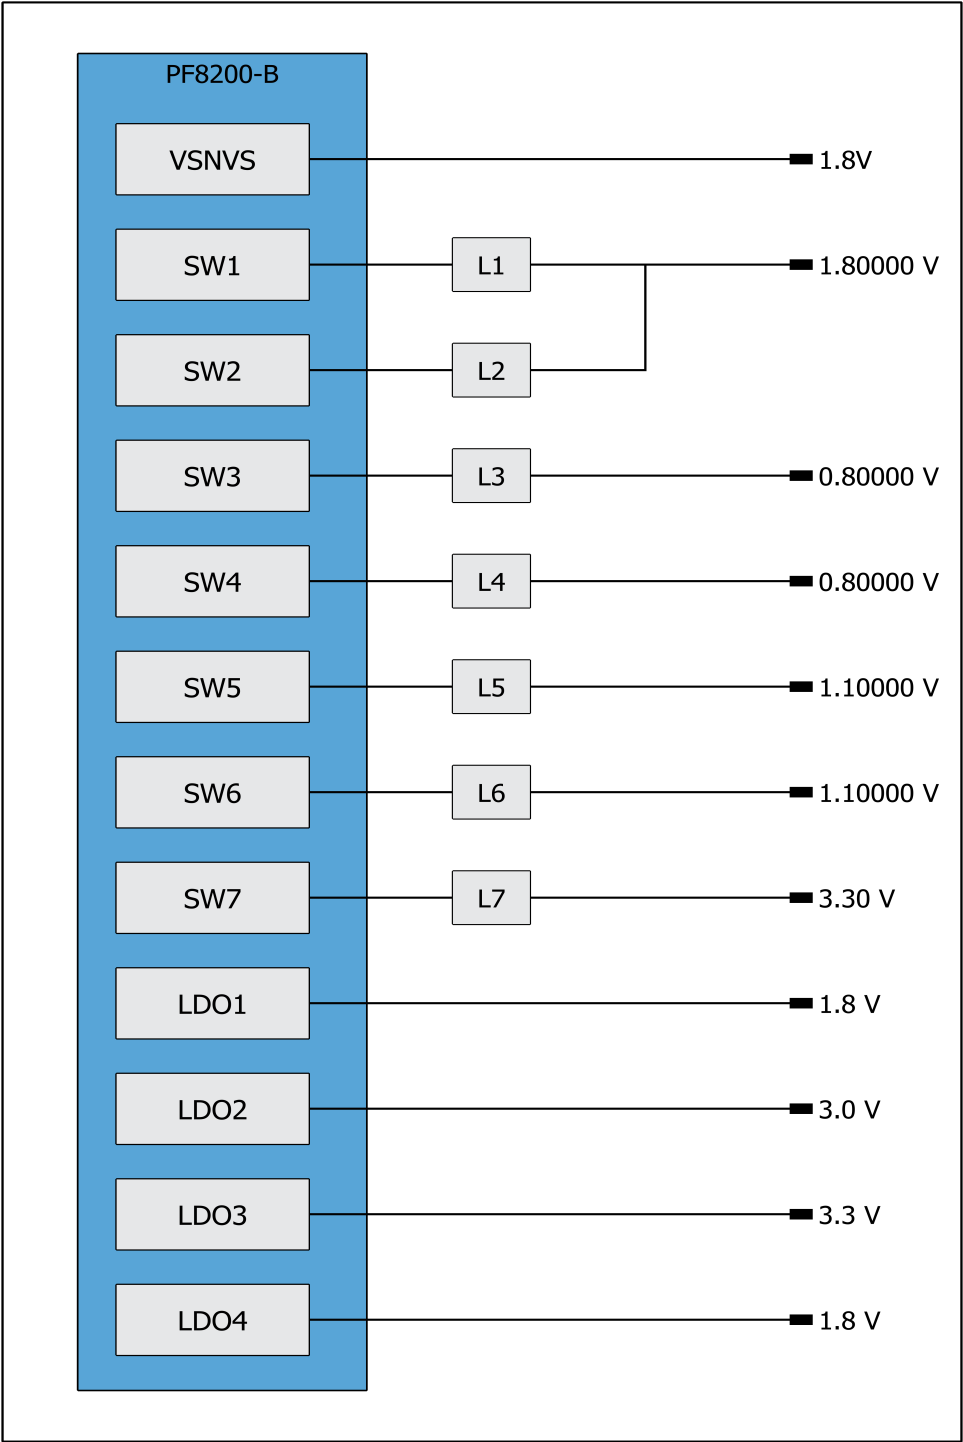 PF8200-B
VSNVS 1.8V
SW1 L1 1.80000 V
SW2 L2
SW3 L3 0.80000 V
SW4 L4 0.80000 V
SW5 L5 1.10000 V
SW6 L6 1.10000 V
SW7 L7 3.30 V
LDO1 1.8 V
LDO2 3.0 V
LDO3 3.3 V
LDO4 1.8 V